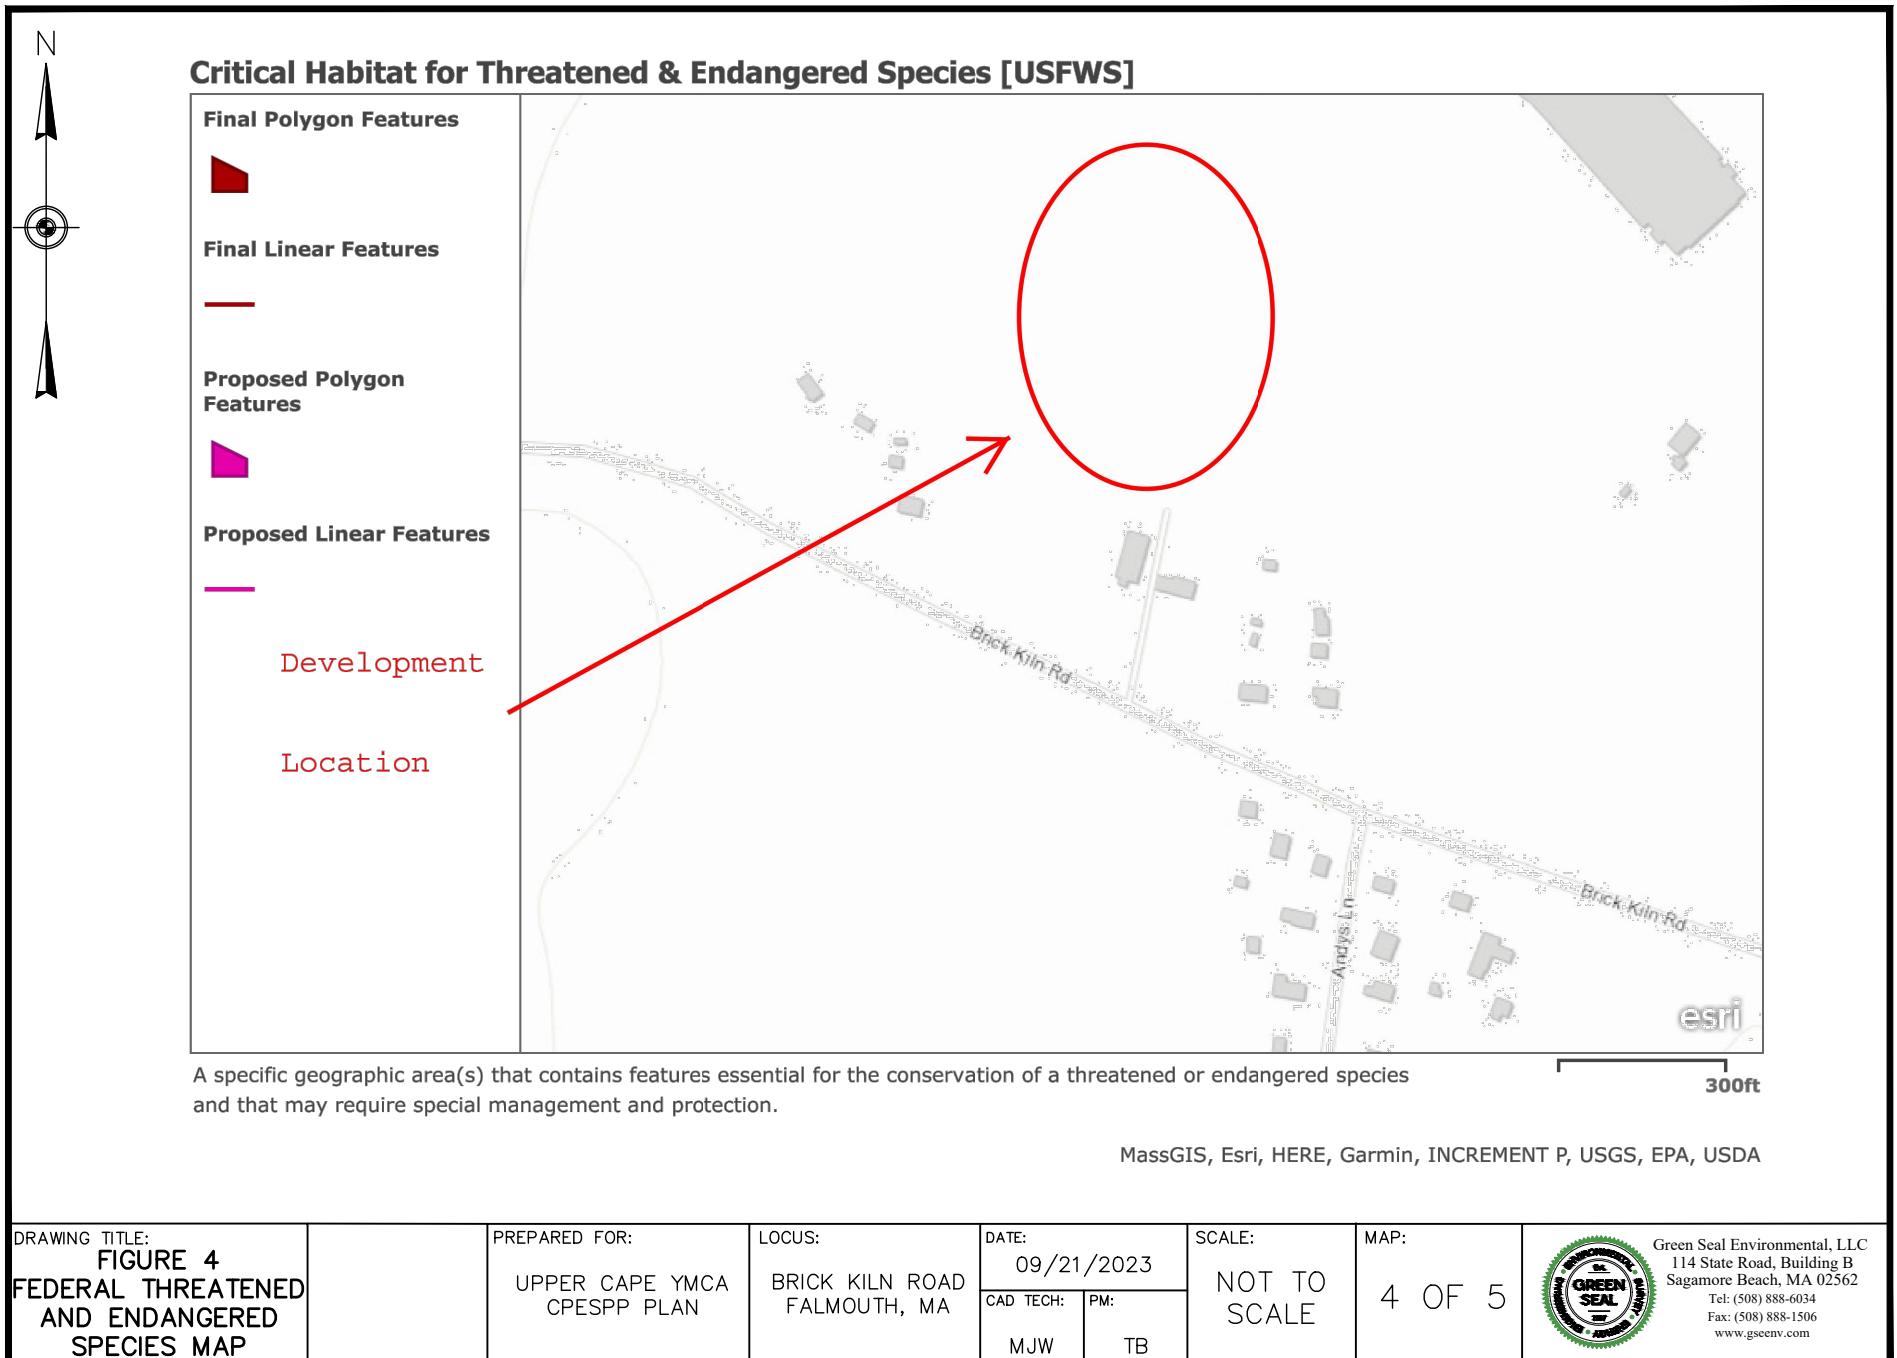 N
Critical Habitat for Threatened & Endangered Species [USFWS]
Final Polygon Features
Final Linear Features
Proposed Polygon
Features
Proposed Linear Features
Development
Location
Brick Kiln Rd
Brick Kiln Rd
Andys Ln
esri
300ft
A specific geographic area(s) that contains features essential for the conservation of a threatened or endangered species
and that may require special management and protection.
MassGIS, Esri, HERE, Garmin, INCREMENT P, USGS, EPA, USDA
DRAWING TITLE:
FIGURE 4
FEDERAL THREATENED
AND ENDANGERED
SPECIES MAP
PREPARED FOR:
UPPER CAPE YMCA
CPESPP PLAN
LOCUS:
BRICK KILN ROAD
FALMOUTH, MA
DATE:
09/21/2023
CAD TECH:
MJW
PM:
TB
SCALE:
NOT TO
SCALE
MAP:
4 OF 5
GREEN
SEAL
ENVIRONMENTAL
Green Seal Environmental, LLC
114 State Road, Building B
Sagamore Beach, MA 02562
Tel: (508) 888-6034
Fax: (508) 888-1506
www.gseenv.com